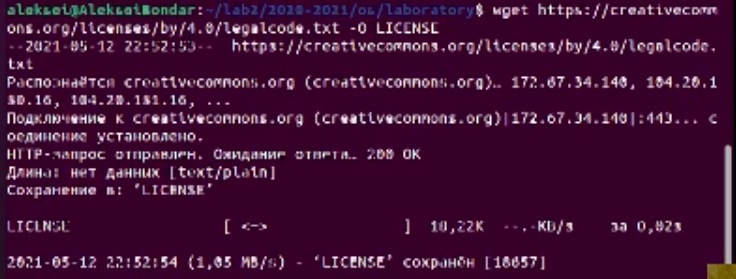 aleksei@AlekseiBondar:~/lab2/2020-2021/os/laboratory$ wget https://creativecomm
ons.org/licenses/by/4.0/legalcode.txt -O LICENSE
--2021-05-12 22:52:53-- https://creativecommons.org/licenses/by/4.0/legalcode.
txt
Распознаётся creativecommons.org (creativecommons.org)… 172.67.34.140, 104.20.1
50.16, 104.20.151.16, ...
Подключение к creativecommons.org (creativecommons.org)|172.67.34.140|:443... с
оединение установлено.
HTTP-запрос отправлен. Ожидание ответа… 200 OK
Длина: нет данных [text/plain]
Сохранение в: ‘LICENSE’
LICENSE [ <=> ] 18,22K --.-KB/s за 0,02s
2021-05-12 22:52:54 (1,05 MB/s) - ‘LICENSE’ сохранён [18657]